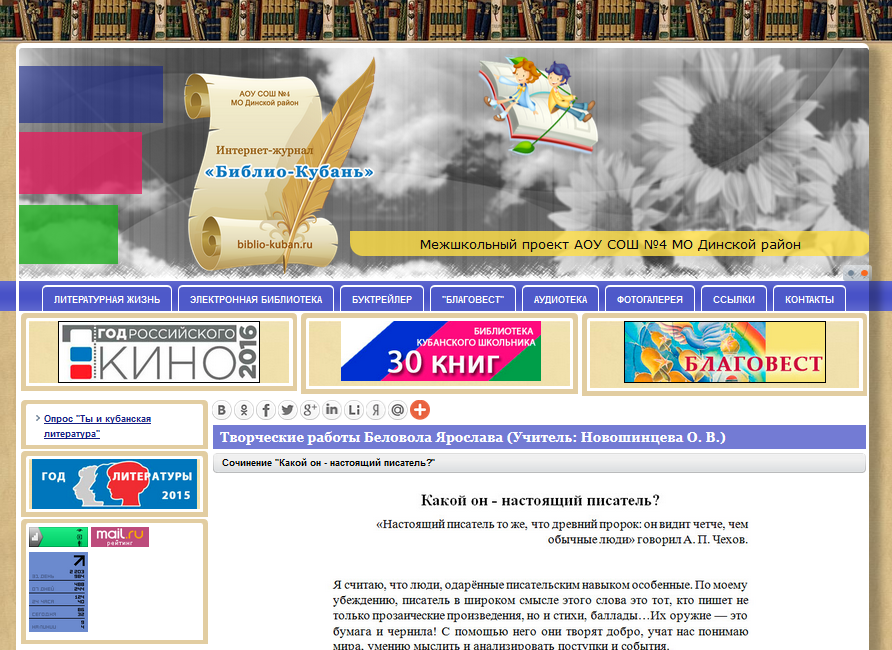 АОУ СОШ №4
МО Динской район
Интернет-журнал
«Библио-Кубань»
biblio-kuban.ru
Межшкольный проект АОУ СОШ №4 МО Динской район
ЛИТЕРАТУРНАЯ ЖИЗНЬ
ЭЛЕКТРОННАЯ БИБЛИОТЕКА
БУКТРЕЙЛЕР
"БЛАГОВЕСТ"
АУДИОТЕКА
ФОТОГАЛЕРЕЯ
ССЫЛКИ
КОНТАКТЫ
ГОД РОССИЙСКОГО
КИНО
2016
БИБЛИОТЕКА
КУБАНСКОГО ШКОЛЬНИКА
30 КНИГ
БЛАГОВЕСТ
Опрос "Ты и кубанская
литература"
ГОД ЛИТЕРАТУРЫ
2015
mail.ru
рейтинг
Творческие работы Беловола Ярослава (Учитель: Новошинцева О. В.)
Сочинение "Какой он - настоящий писатель?"
Какой он - настоящий писатель?
«Настоящий писатель то же, что древний пророк: он видит четче, чем
обычные люди» говорил А. П. Чехов.
Я считаю, что люди, одарённые писательским навыком особенные. По моему
убеждению, писатель в широком смысле этого слова это тот, кто пишет не
только прозаические произведения, но и стихи, баллады…Их оружие — это
бумага и чернила! С помощью него они творят добро, учат нас понимаю
мира, умению мыслить и анализировать поступки и события.